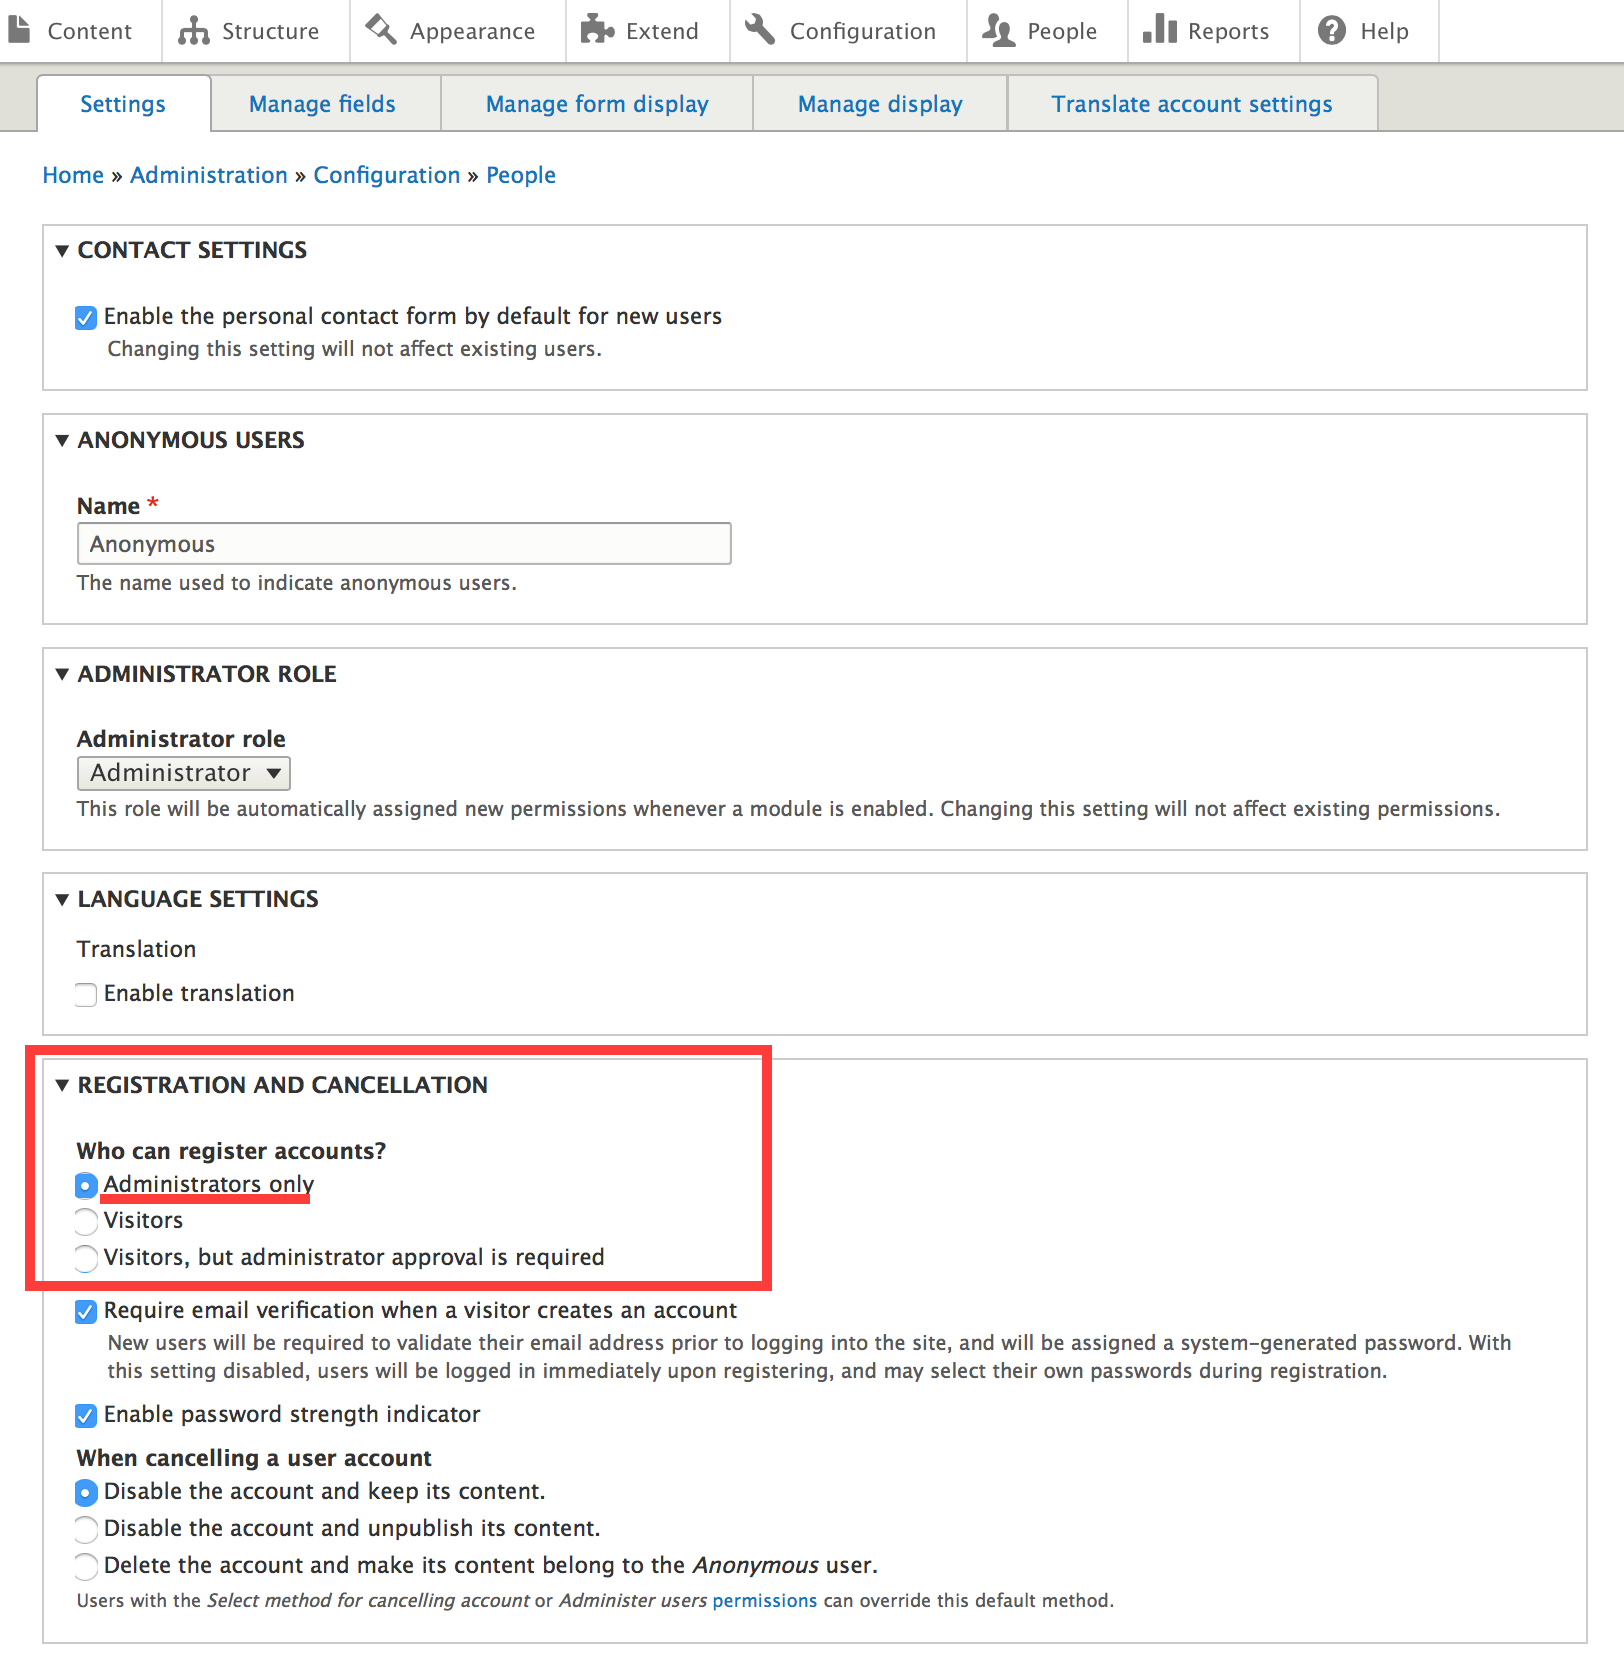 Content Structure Appearance Extend Configuration People Reports Help
Settings Manage fields Manage form display Manage display Translate account settings
Home » Administration » Configuration » People
▼ CONTACT SETTINGS
Enable the personal contact form by default for new users
Changing this setting will not affect existing users.
▼ ANONYMOUS USERS
Name *
Anonymous
The name used to indicate anonymous users.
▼ ADMINISTRATOR ROLE
Administrator role
Administrator ▼
This role will be automatically assigned new permissions whenever a module is enabled. Changing this setting will not affect existing permissions.
▼ LANGUAGE SETTINGS
Translation
Enable translation
▼ REGISTRATION AND CANCELLATION
Who can register accounts?
Administrators only
Visitors
Visitors, but administrator approval is required
Require email verification when a visitor creates an account
New users will be required to validate their email address prior to logging into the site, and will be assigned a system-generated password. With
this setting disabled, users will be logged in immediately upon registering, and may select their own passwords during registration.
Enable password strength indicator
When cancelling a user account
Disable the account and keep its content.
Disable the account and unpublish its content.
Delete the account and make its content belong to the Anonymous user.
Users with the Select method for cancelling account or Administer users permissions can override this default method.